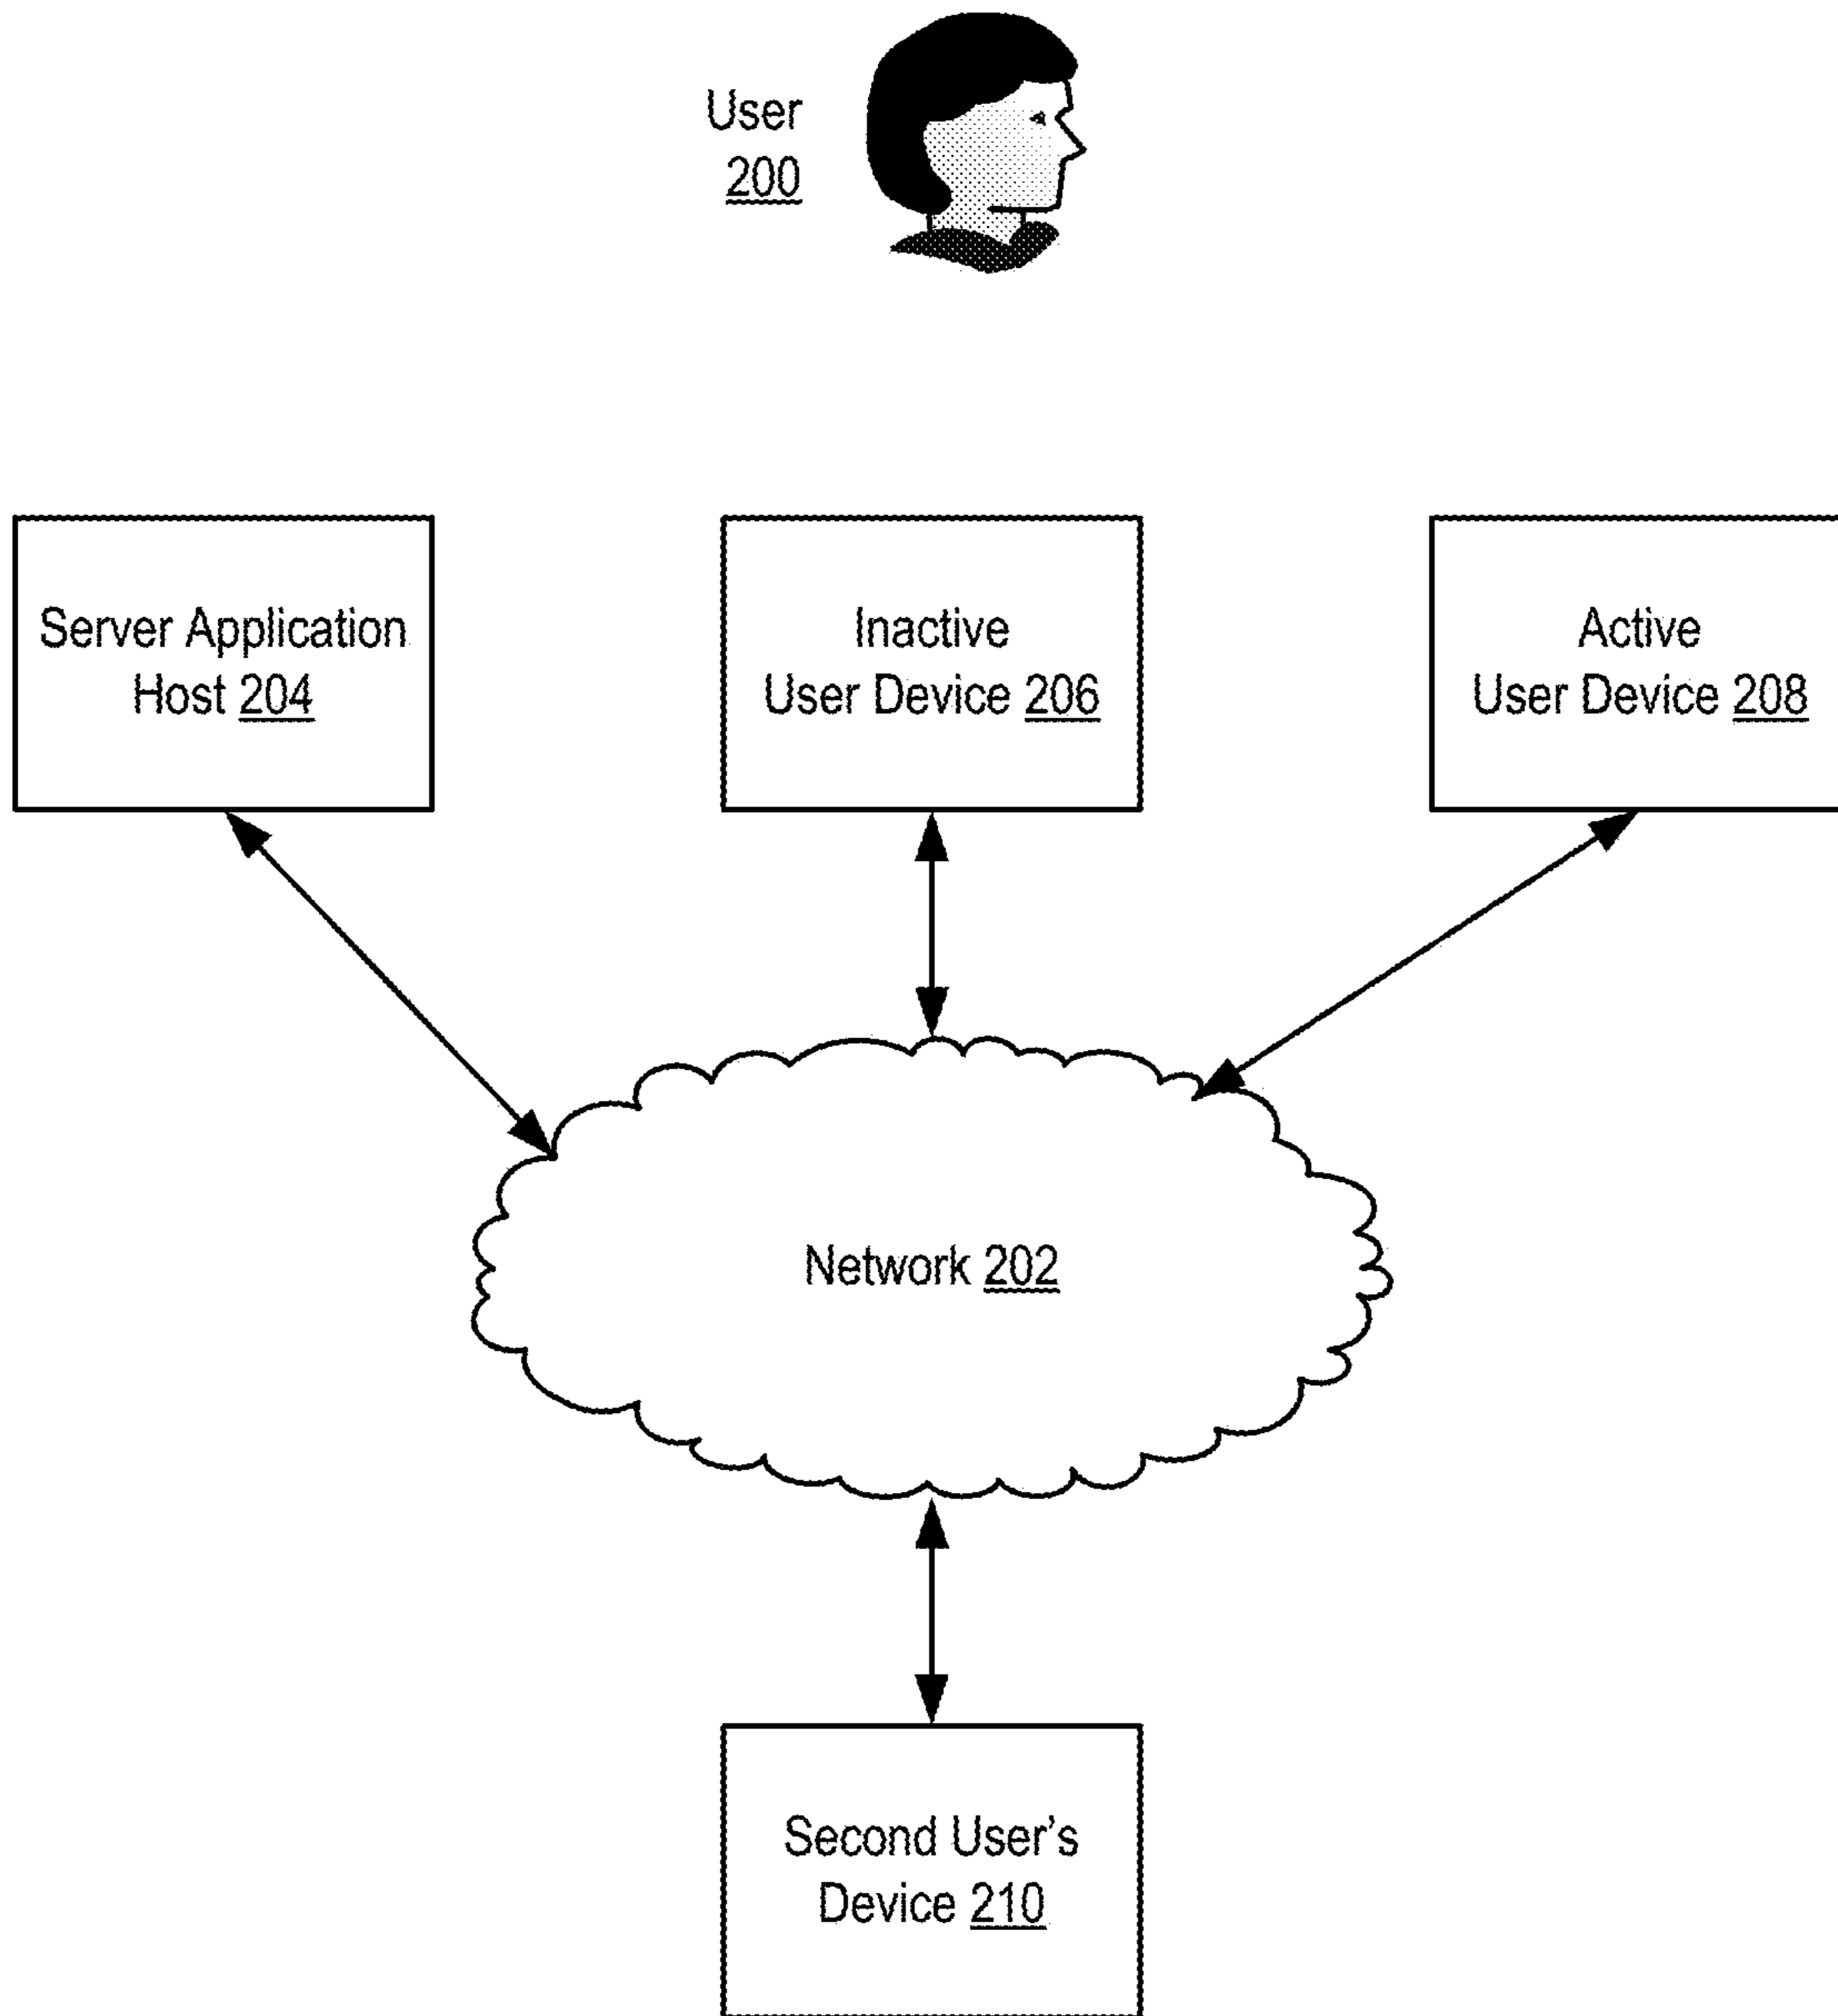 User
200
Server Application
Host 204
Inactive
User Device 206
Active
User Device 208
Network 202
Second User's
Device 210